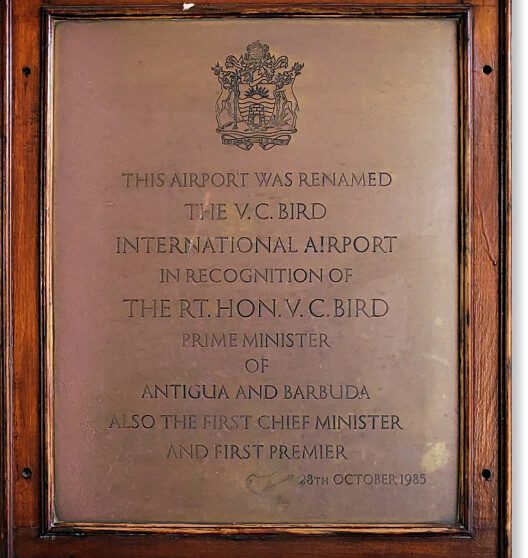 THIS AIRPORT WAS RENAMED
THE V. C. BIRD
INTERNATIONAL AIRPORT
IN RECOGNITION OF
THE RT. HON. V. C. BIRD
PRIME MINISTER
OF
ANTIGUA AND BARBUDA
ALSO THE FIRST CHIEF MINISTER
AND FIRST PREMIER
28TH OCTOBER 1985